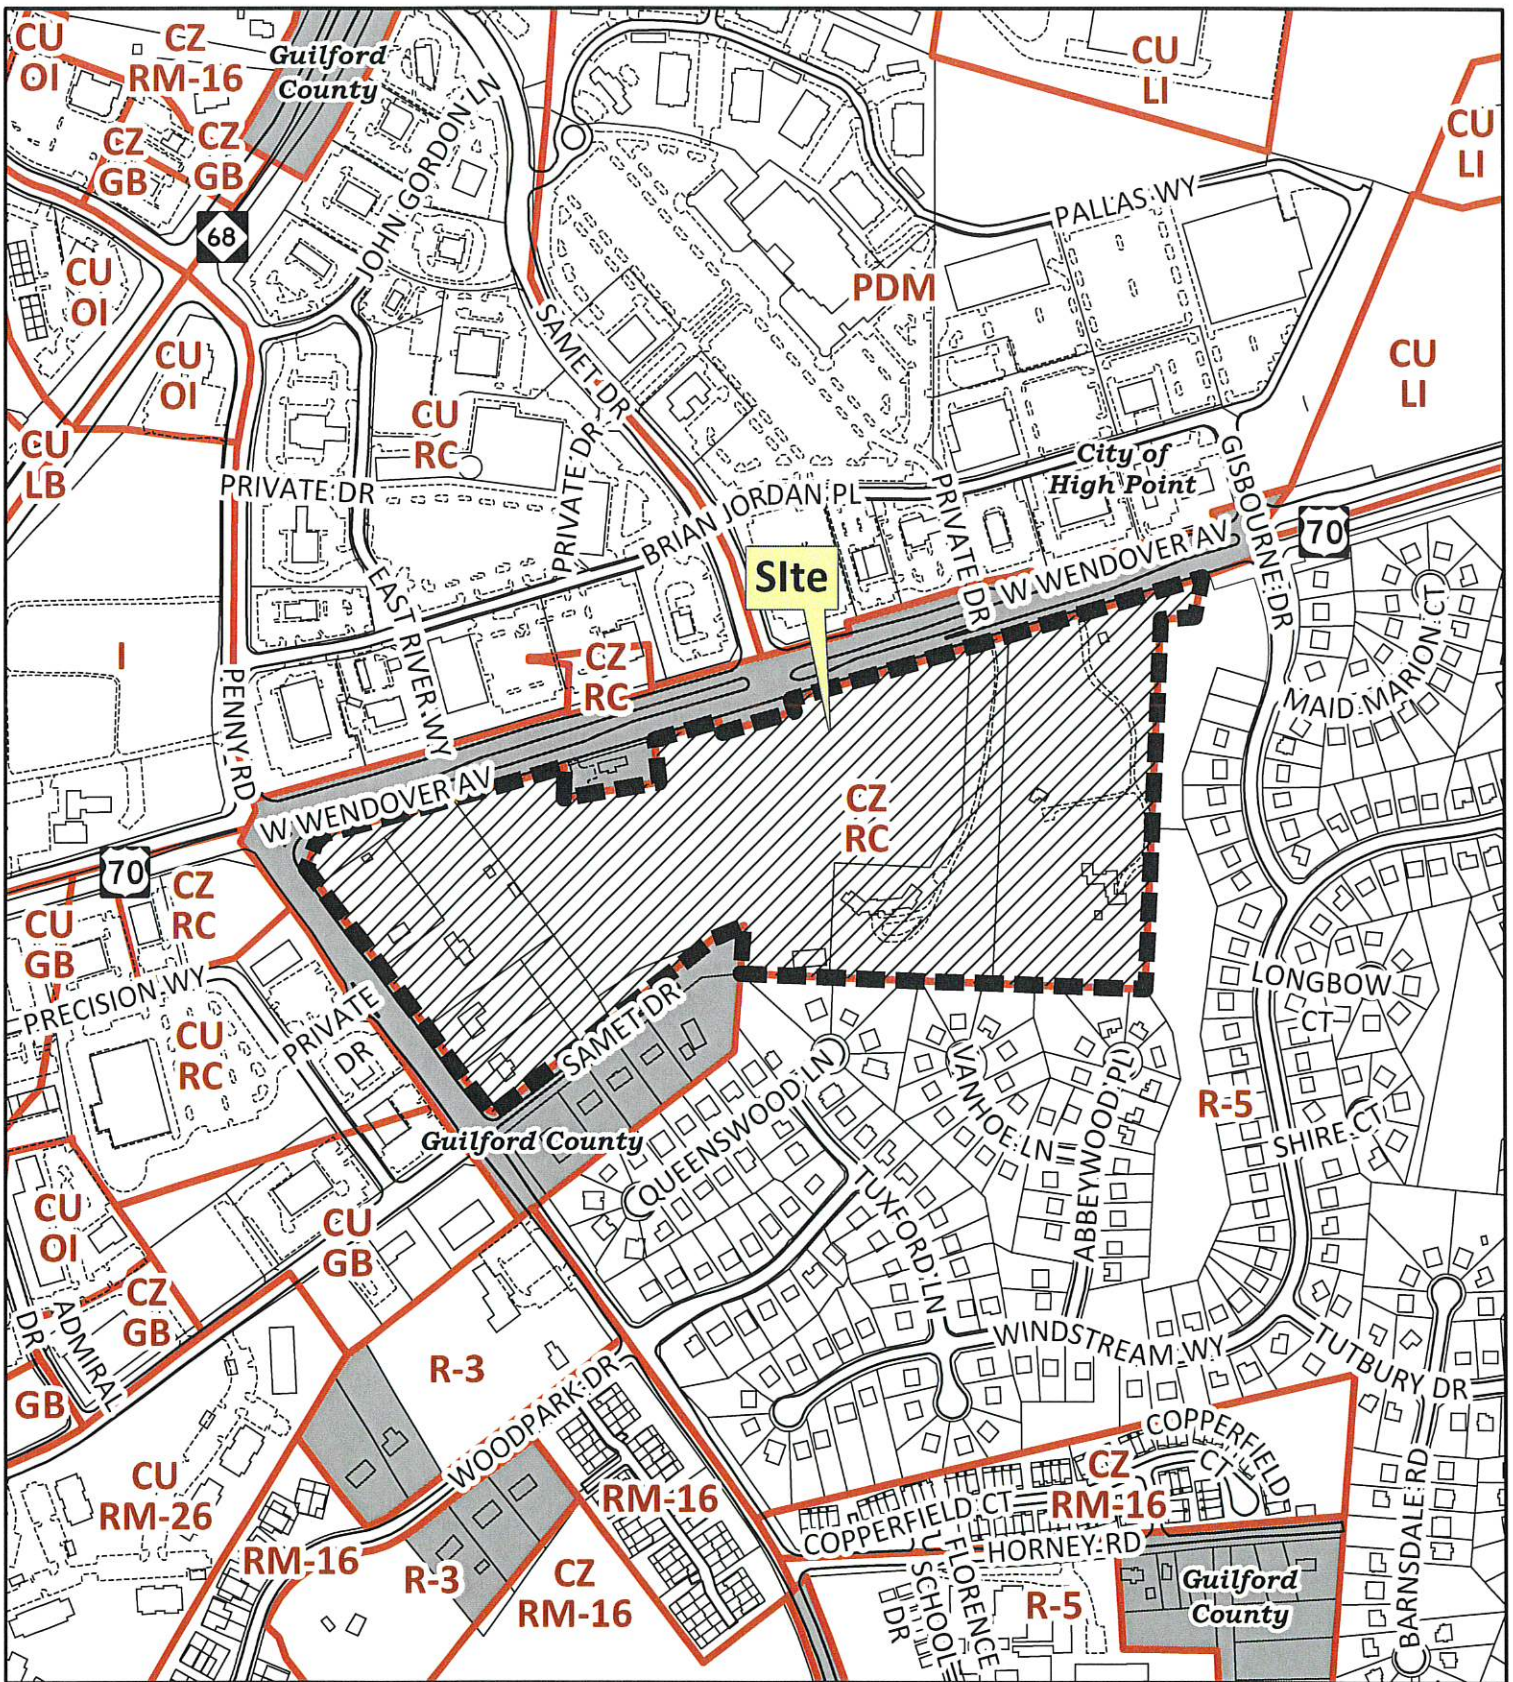 CU
OI
CZ
RM-16
Guilford
County
CU
LI
CU
LI
CZ
GB
CZ
GB
JOHN GORDON LN
68
PALLAS WY
CU
OI
PDM
SAMET DR
CU
OI
CU
LI
CU
RC
CU
LB
PRIVATE DR
PRIVATE DR
City of
High Point
BRIAN JORDAN PL
PRIVATE DR
GISBOURNE DR
70
W WENDOVER AV
SIte
EAST RIVER WY
MAID MARION CT
I
CZ
RC
PENNY RD
W WENDOVER AV
CZ
RC
70
CZ
RC
CU
GB
PRECISION WY
PRIVATE
DR
SAMET DR
LONGBOW
CT
CU
RC
QUEENSWOOD LN
VANHOE LN
ABBEYWOOD PL
R-5
SHIRE CT
Guilford County
CU
OI
TUXFORD LN
CU
GB
CZ
GB
ADMIRAL
DR
WINDSTREAM WY
TUTBURY DR
R-3
GB
WOODPARK DR
COPPERFIELD
CT
CU
RM-26
RM-16
CZ
RM-16
COPPERFIELD CT
HORNEY RD
RM-16
R-3
CZ
RM-16
FLORENCE
SCHOOL
DR
R-5
Guilford
County
BARNSDALE RD